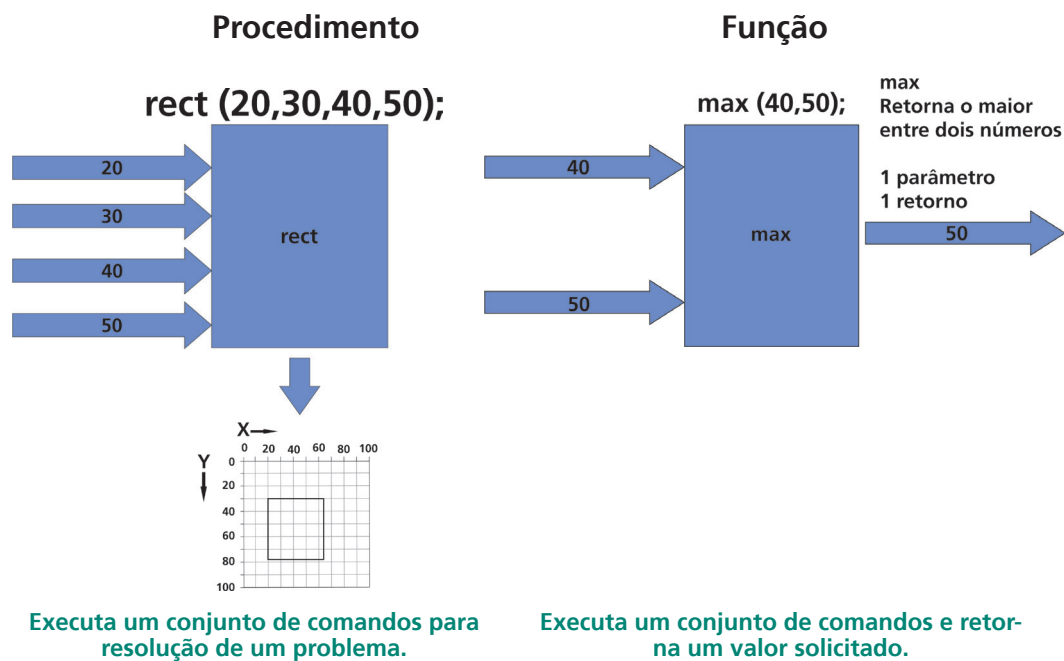 Procedimento
rect (20,30,40,50);
20
30
40
50
rect
X
0 20 40 60 80 100
Y
0
20
40
60
80
100
Executa um conjunto de comandos para
resolução de um problema.
Função
max (40,50);
40
50
max
max
Retorna o maior
entre dois números
1 parâmetro
1 retorno
50
Executa um conjunto de comandos e retor-
na um valor solicitado.